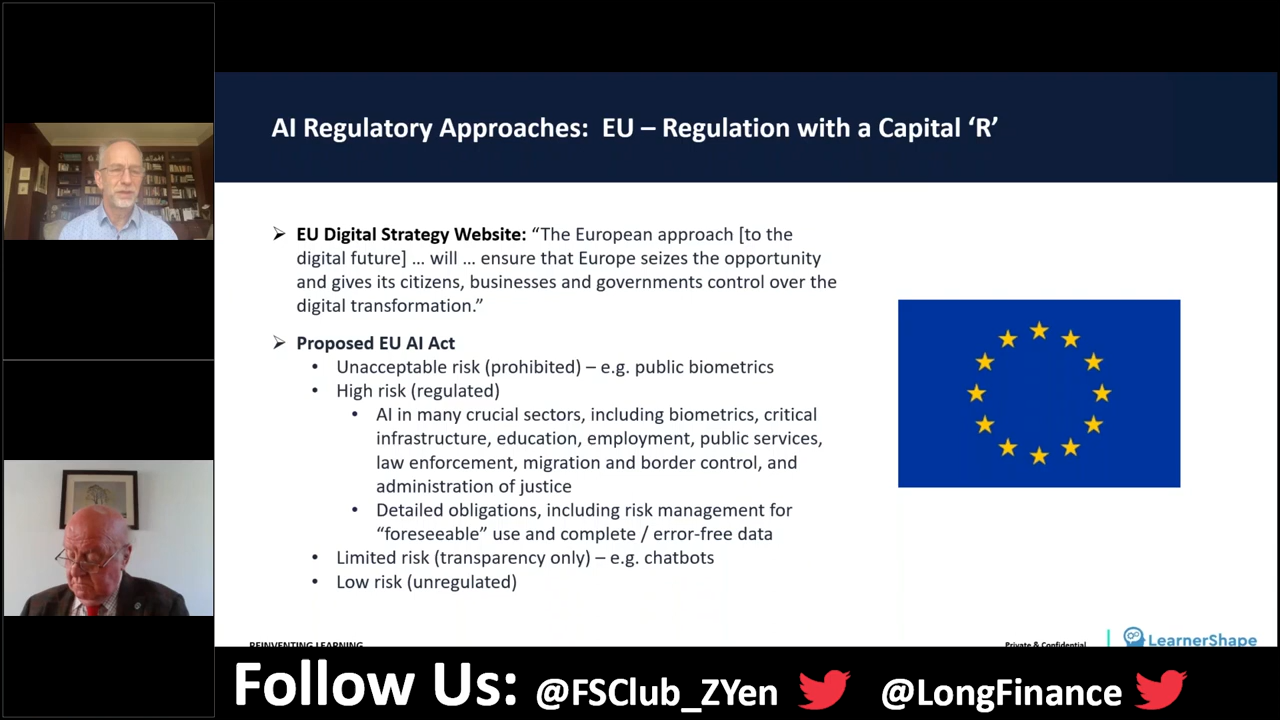 AI Regulatory Approaches: EU – Regulation with a Capital ‘R’
EU Digital Strategy Website: “The European approach [to the
digital future] … will … ensure that Europe seizes the opportunity
and gives its citizens, businesses and governments control over the
digital transformation.”
Proposed EU AI Act
Unacceptable risk (prohibited) – e.g. public biometrics
High risk (regulated)
AI in many crucial sectors, including biometrics, critical
infrastructure, education, employment, public services,
law enforcement, migration and border control, and
administration of justice
Detailed obligations, including risk management for
“foreseeable” use and complete / error-free data
Limited risk (transparency only) – e.g. chatbots
Low risk (unregulated)
REINVENTING LEARNING
Private & Confidential
LearnerShape
Follow Us: @FSClub_ZYen @LongFinance